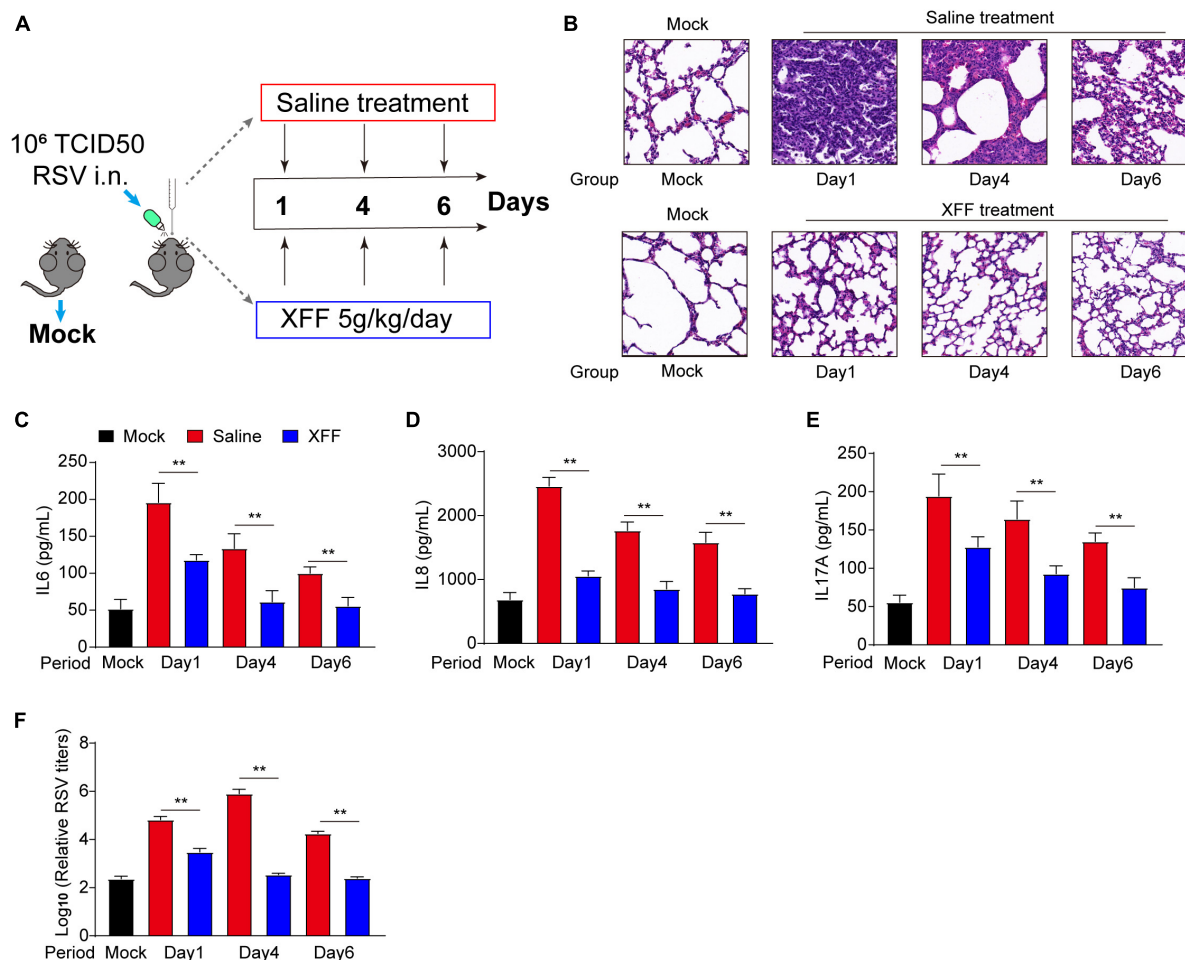 A
Saline treatment
10⁶ TCID50
RSV i.n.
1 4 6 Days
Mock
XFF 5g/kg/day
B
Mock Saline treatment
Group Mock Day1 Day4 Day6
Mock XFF treatment
Group Mock Day1 Day4 Day6
C
Mock Saline XFF
IL6 (pg/mL)
250
200
150
100
50
0
** ** **
Period Mock Day1 Day4 Day6
D
IL8 (pg/mL)
3000
2000
1000
0
** ** **
Period Mock Day1 Day4 Day6
E
IL17A (pg/mL)
250
200
150
100
50
0
** ** **
Period Mock Day1 Day4 Day6
F
Log10 (Relative RSV titers)
8
6
4
2
0
** ** **
Period Mock Day1 Day4 Day6